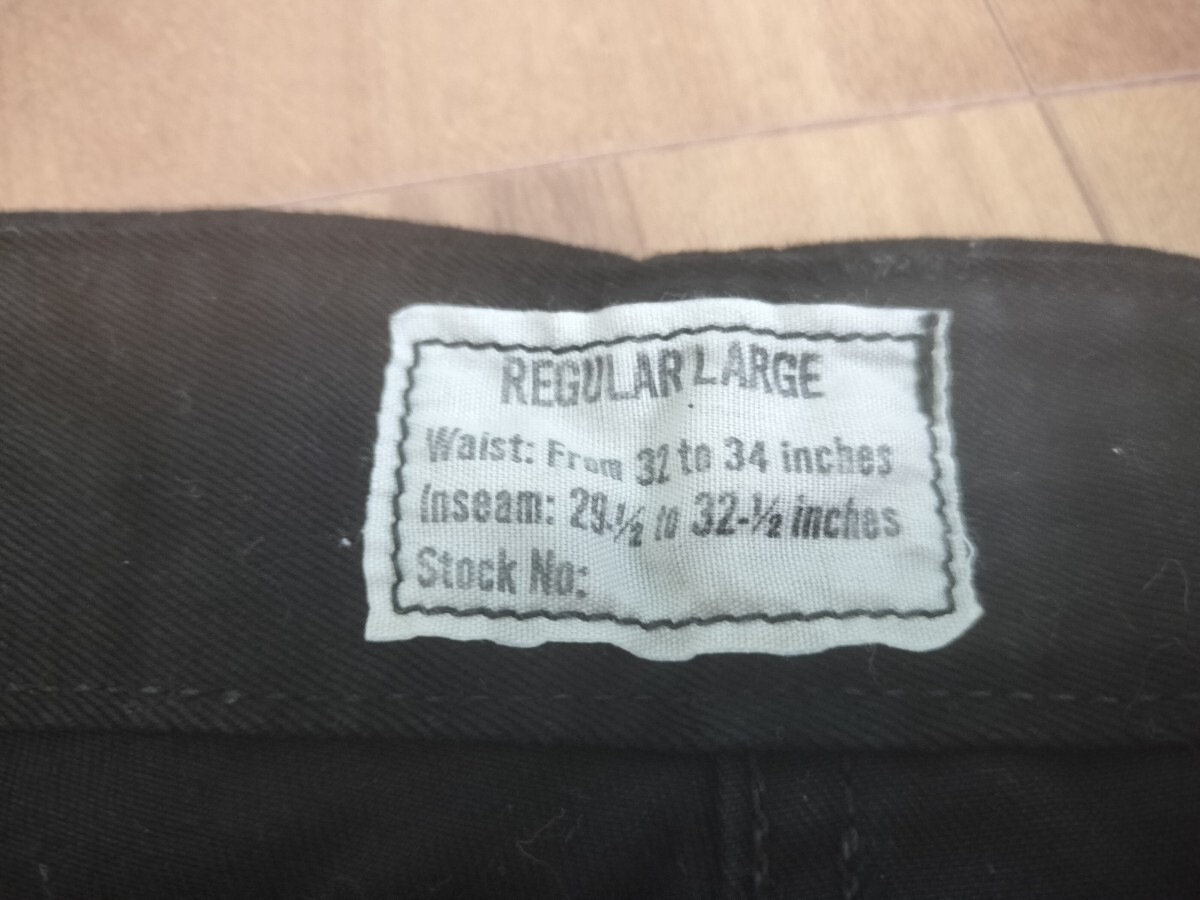 REGULAR LARGE
Waist: From 32 to 34 inches
Inseam: 29-½ to 32-½ inches
Stock No: